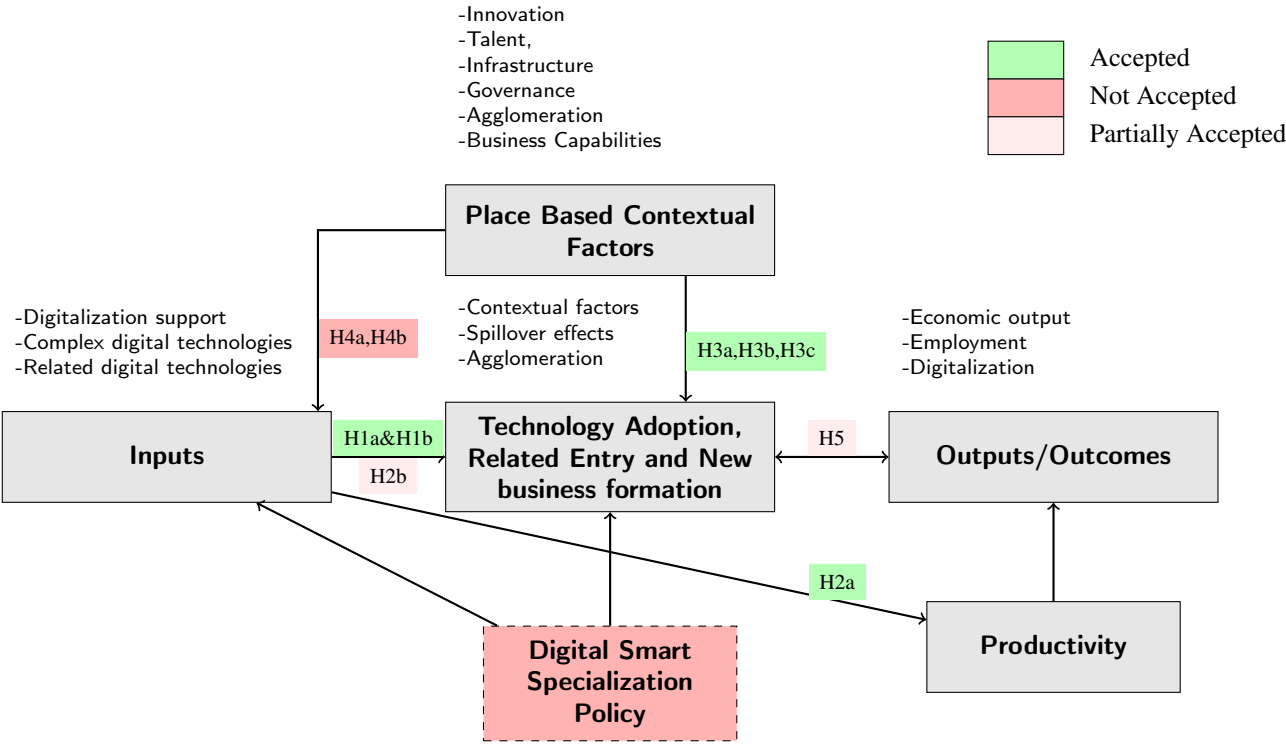 -Innovation
-Talent,
-Infrastructure
-Governance
-Agglomeration
-Business Capabilities
Accepted
Not Accepted
Partially Accepted
Place Based Contextual
Factors
-Digitalization support
-Complex digital technologies
-Related digital technologies
H4a,H4b
-Contextual factors
-Spillover effects
-Agglomeration
H3a,H3b,H3c
-Economic output
-Employment
-Digitalization
Inputs
H1a&H1b
H2b
Technology Adoption,
Related Entry and New
business formation
H5
Outputs/Outcomes
H2a
Digital Smart
Specialization
Policy
Productivity